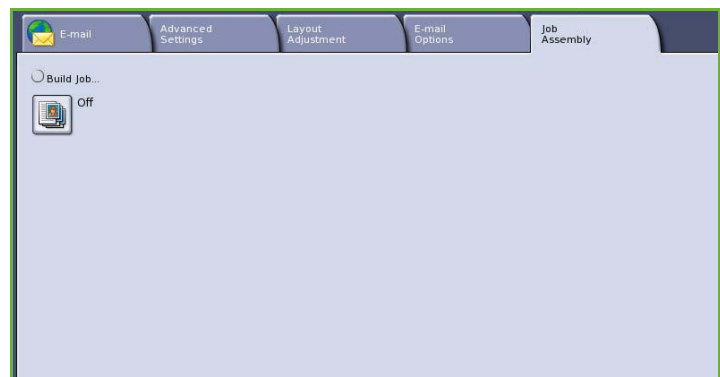 E-mail
Advanced
Settings
Layout
Adjustment
E-mail
Options
Job
Assembly
Build Job...
Off